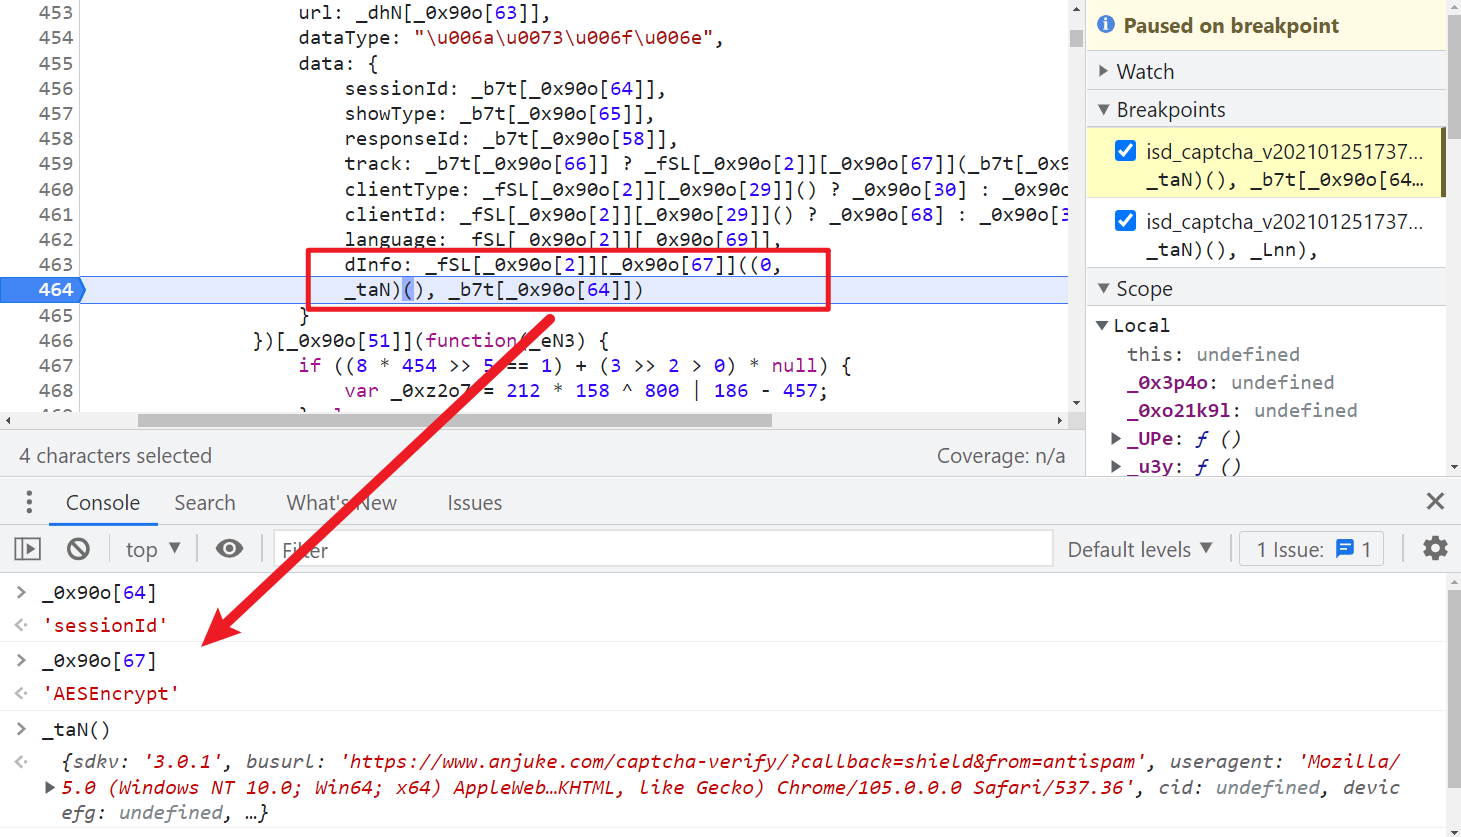 453 url: _dhN[_0x90o[63]],
454 dataType: "\u006a\u0073\u006f\u006e",
455 data: {
456 sessionId: _b7t[_0x90o[64]],
457 showType: _b7t[_0x90o[65]],
458 responseId: _b7t[_0x90o[58]],
459 track: _b7t[_0x90o[66]] ? _fSL[_0x90o[2]][_0x90o[67]](_b7t[_0x9
460 clientType: _fSL[_0x90o[2]][_0x90o[29]]() ? _0x90o[30] : _0x90o
461 clientId: _fSL[_0x90o[2]][_0x90o[29]]() ? _0x90o[68] : _0x90o[3
462 language: _fSL[_0x90o[2]][_0x90o[69]],
463 dInfo: _fSL[_0x90o[2]][_0x90o[67]]((0,
464 _taN)(), _b7t[_0x90o[64]])
465 }
466 })[_0x90o[51]](function(_eN3) {
467 if ((8 * 454 >> 5 == 1) + (3 >> 2 > 0) * null) {
468 var _0xz2o7 = 212 * 158 ^ 800 | 186 - 457;
4 characters selected
Coverage: n/a
Paused on breakpoint
Watch
Breakpoints
isd_captcha_v202101251737...
_taN)(), _b7t[_0x90o[64...
isd_captcha_v202101251737...
_taN)(), _Lnn),
Scope
Local
this: undefined
_0x3p4o: undefined
_0xo21k9l: undefined
_UPe: ƒ ()
_u3y: ƒ ()
Console Search What's New Issues
top Filter Default levels 1 Issue: 1
> _0x90o[64]
'sessionId'
> _0x90o[67]
'AESEncrypt'
> _taN()
{sdkv: '3.0.1', busurl: 'https://www.anjuke.com/captcha-verify/?callback=shield&from=antispam', useragent: 'Mozilla/
5.0 (Windows NT 10.0; Win64; x64) AppleWeb…KHTML, like Gecko) Chrome/105.0.0.0 Safari/537.36', cid: undefined, devic
efg: undefined, …}